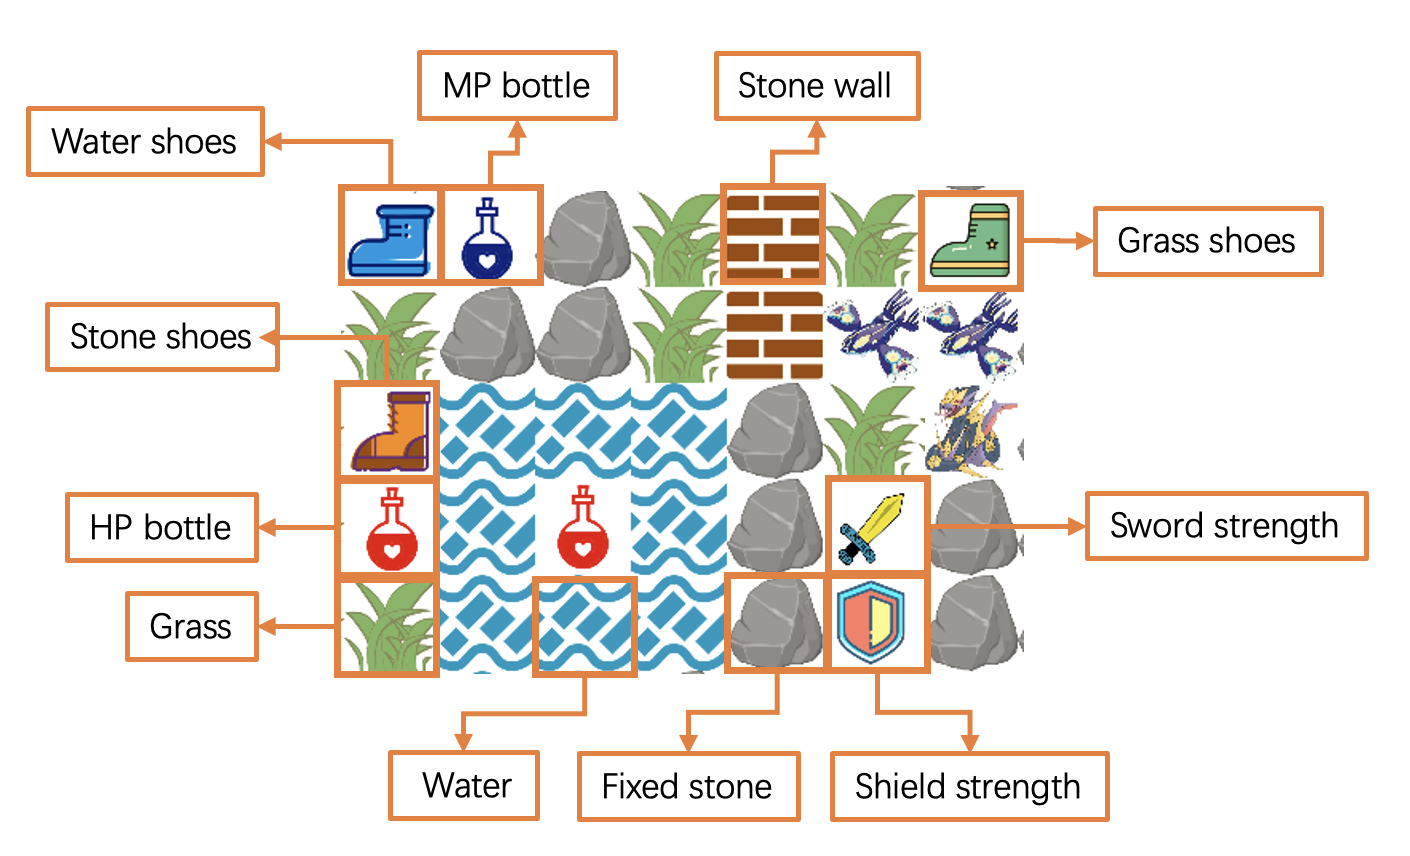 MP bottle
Stone wall
Water shoes
Grass shoes
Stone shoes
HP bottle
Sword strength
Grass
Water
Fixed stone
Shield strength